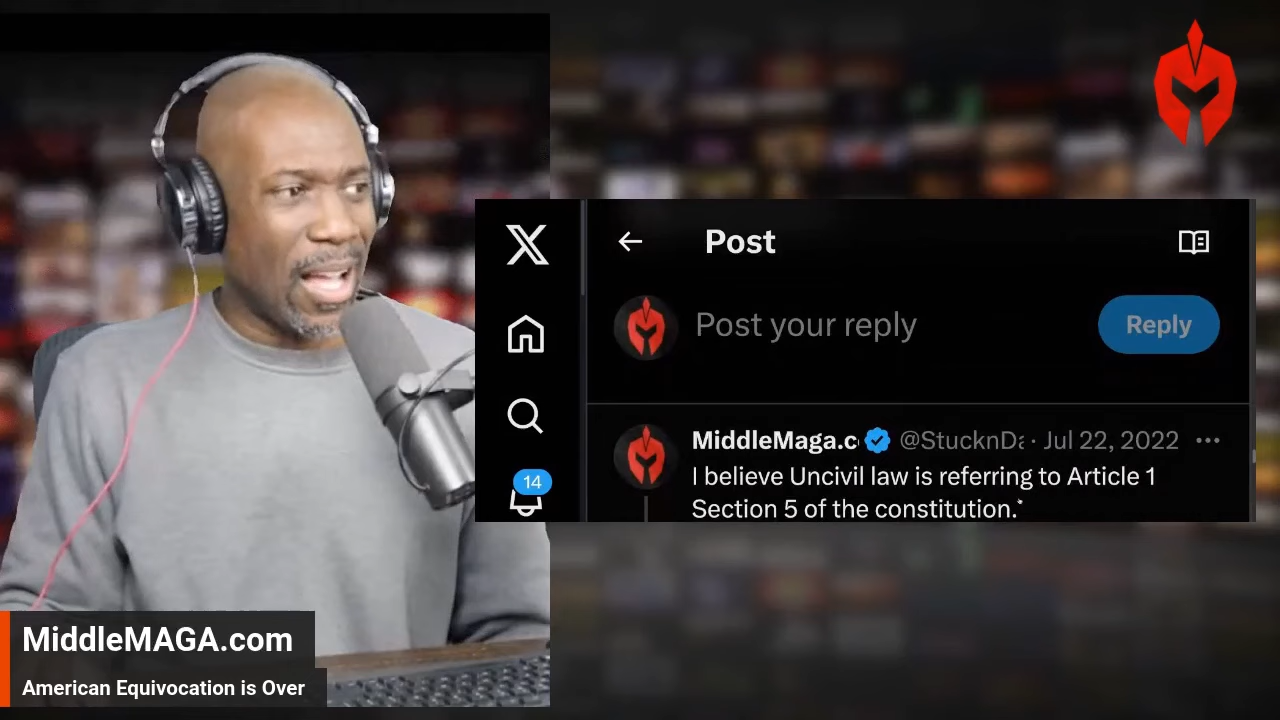 Post
Post your reply
Reply
MiddleMaga.c @StucknDa · Jul 22, 2022
I believe Uncivil law is referring to Article 1
Section 5 of the constitution.
14
MiddleMAGA.com
American Equivocation is Over